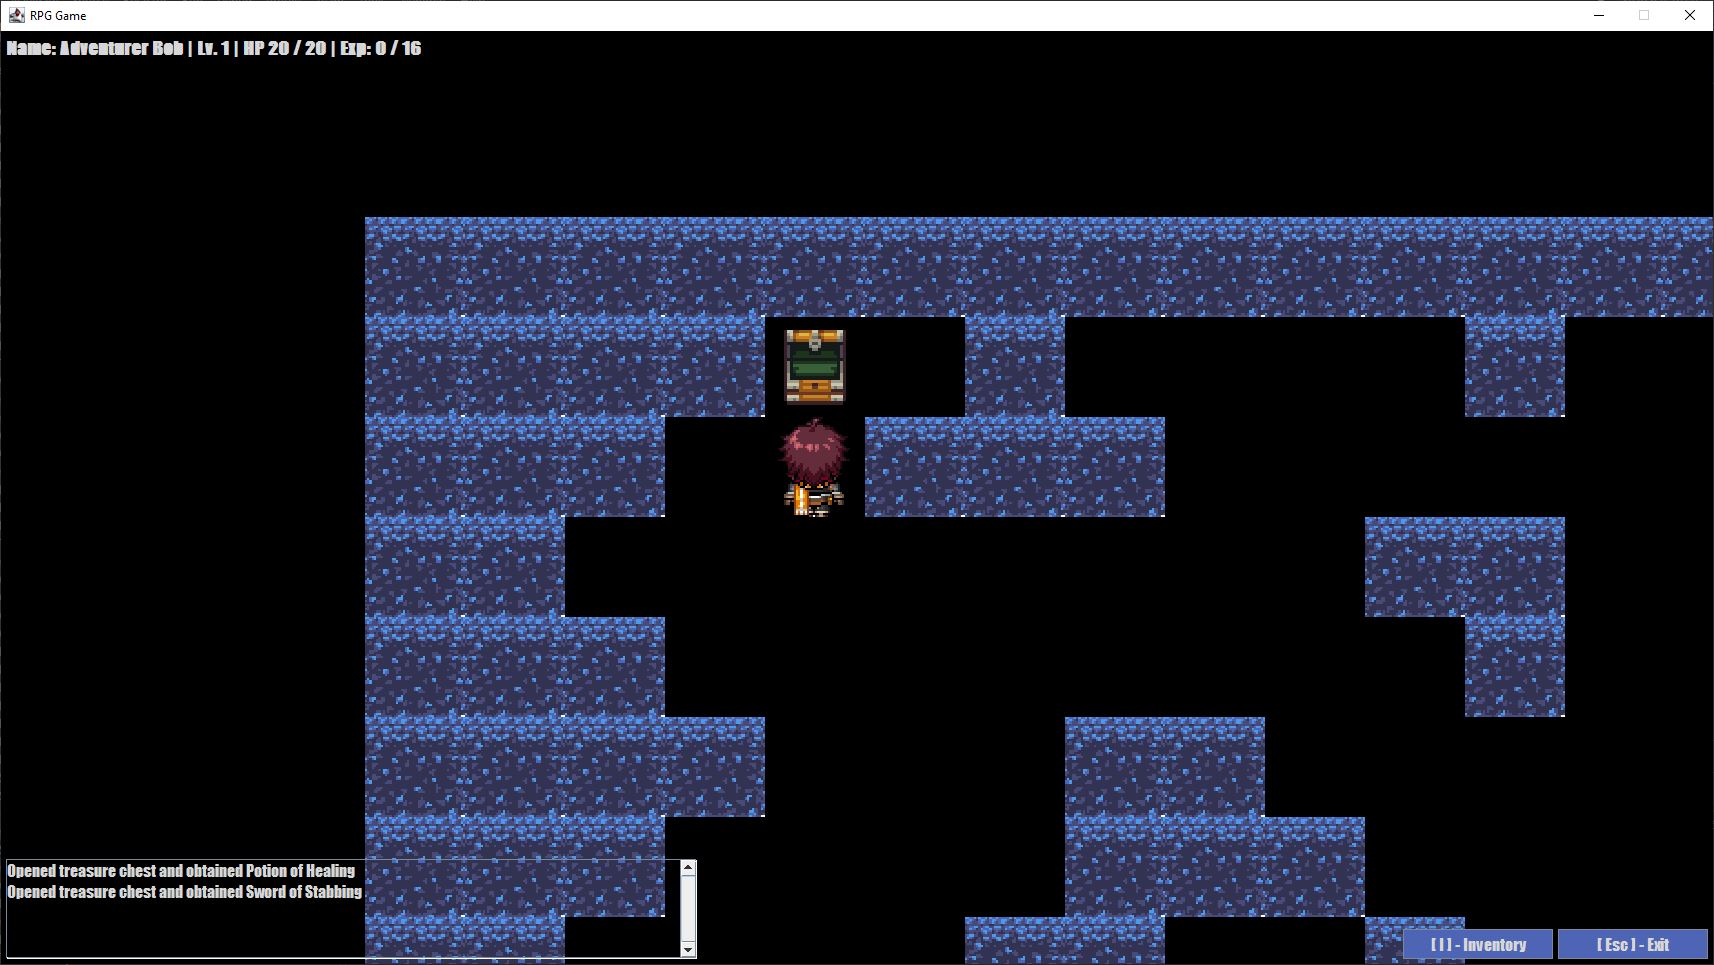 RPG Game
Name: Adventurer Bob | Lv. 1 | HP 20 / 20 | Exp: 0 / 16
Opened treasure chest and obtained Potion of Healing
Opened treasure chest and obtained Sword of Stabbing
[ I ] - Inventory
[ Esc ] - Exit